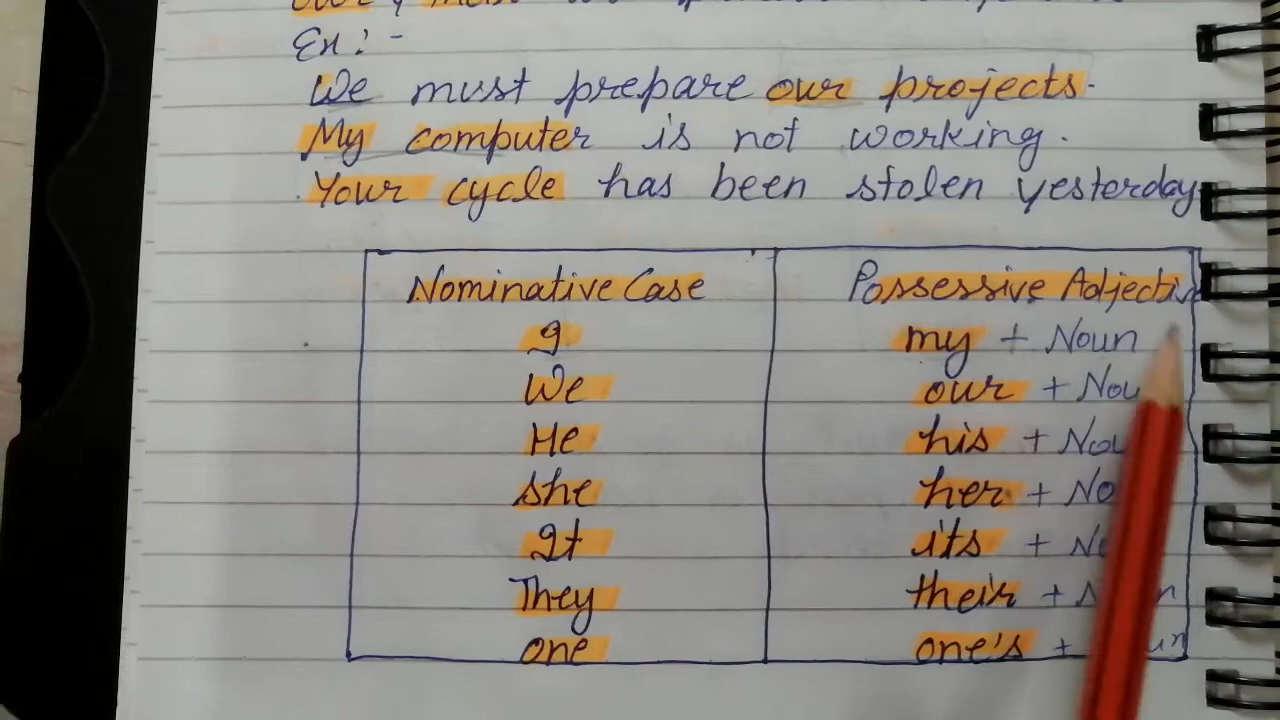 Ex:-
We must prepare our projects.
My computer is not working.
Your cycle has been stolen yesterday
Nominative Case Possessive
I my + Noun
We our +
He his +
She her +
It its +
They their +
one one's +